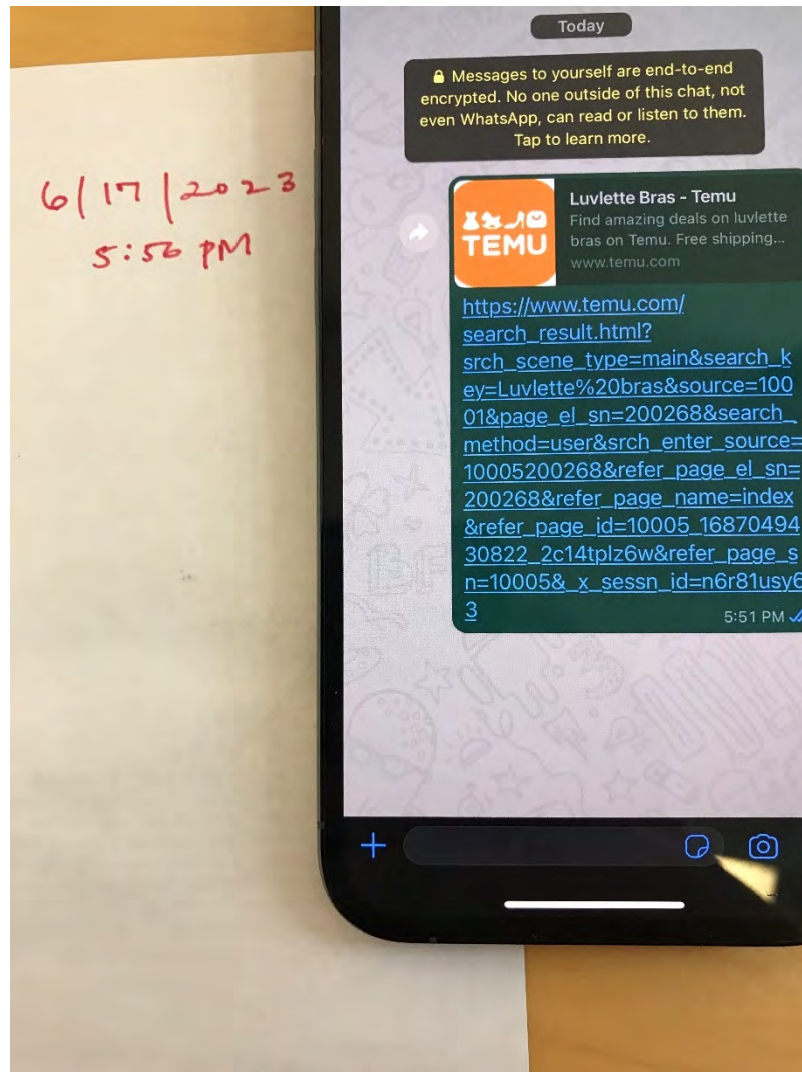 6/17/2023
5:56 PM
Today
Messages to yourself are end-to-end
encrypted. No one outside of this chat, not
even WhatsApp, can read or listen to them.
Tap to learn more.
TEMU
Luvlette Bras - Temu
Find amazing deals on luvlette
bras on Temu. Free shipping...
www.temu.com
https://www.temu.com/
search_result.html?
srch_scene_type=main&search_k
ey=Luvlette%20bras&source=100
01&page_el_sn=200268&search_
method=user&srch_enter_source=
10005200268&refer_page_el_sn=
200268&refer_page_name=index
&refer_page_id=10005_16870494
30822_2c14tplz6w&refer_page_s
n=10005&_x_sessn_id=n6r81usy6
3
5:51 PM